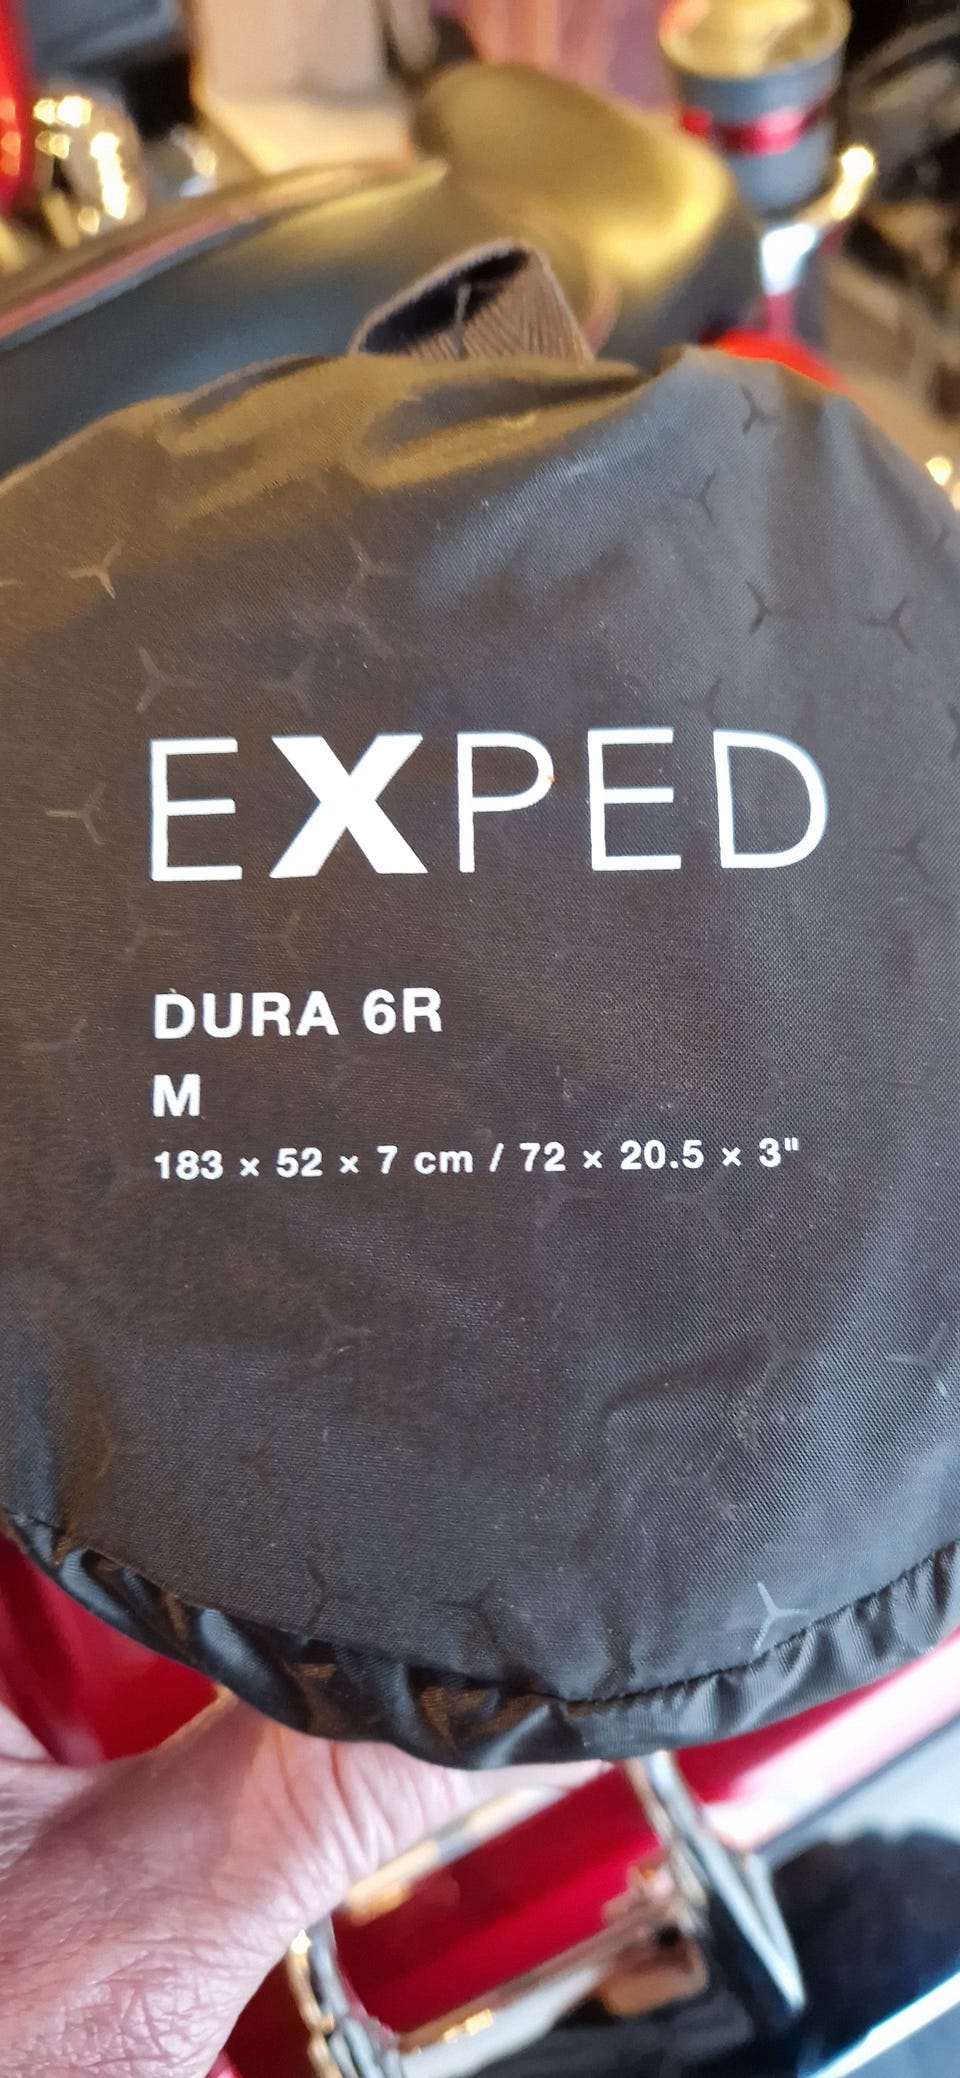 EXPED
DURA 6R
M
183 × 52 × 7 cm / 72 × 20.5 × 3"